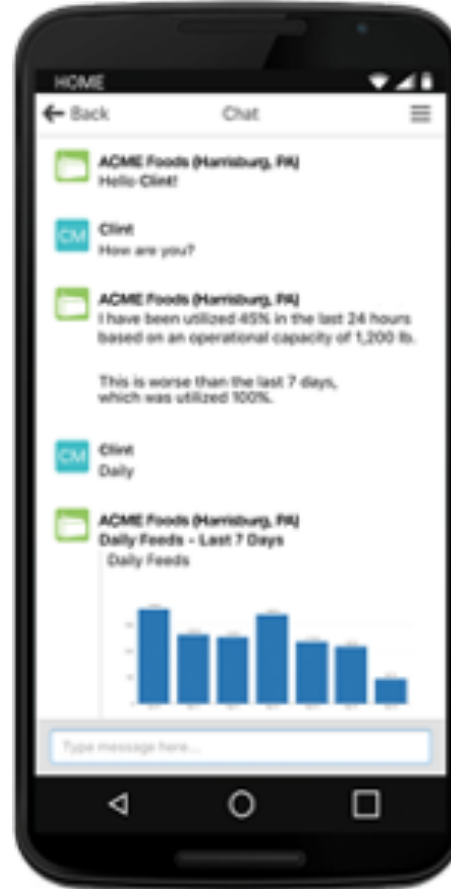 HOME
Back Chat
ACME Foods (Harrisburg, PA)
Hello Clint!
CM Clint
How are you?
ACME Foods (Harrisburg, PA)
I have been utilized 45% in the last 24 hours
based on an operational capacity of 1,200 lb.
This is worse than the last 7 days,
which was utilized 100%.
CM Clint
Daily
ACME Foods (Harrisburg, PA)
Daily Feeds - Last 7 Days
Daily Feeds
Type message here...